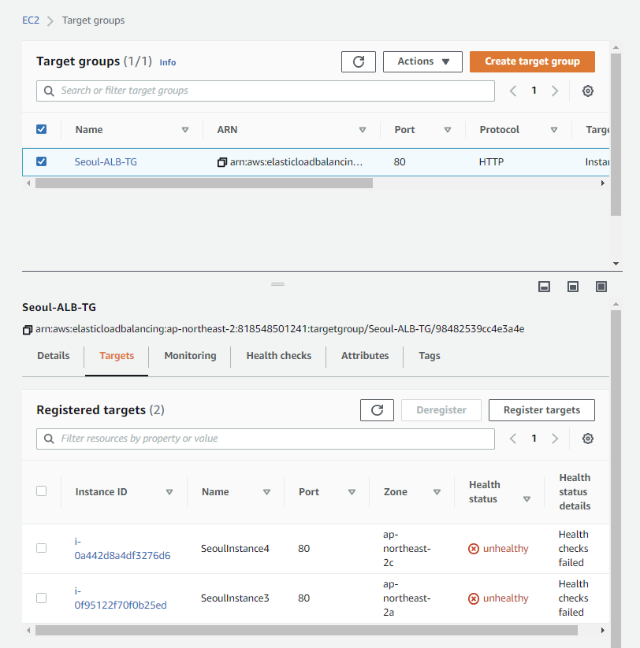 EC2 > Target groups
Target groups (1/1) Info
Actions
Create target group
Search or filter target groups
1
Name ARN Port Protocol
Seoul-ALB-TG arn:aws:elasticloadbalancin... 80 HTTP
Seoul-ALB-TG
arn:aws:elasticloadbalancing:ap-northeast-2:818548501241:targetgroup/Seoul-ALB-TG/98482539cc4e3a4e
Details Targets Monitoring Health checks Attributes Tags
Registered targets (2)
Deregister
Register targets
Filter resources by property or value
1
Instance ID Name Port Zone Health status Health status details
i-0a442d8a4df3276d6 SeoulInstance4 80 ap-northeast-2c unhealthy Health checks failed
i-0f95122f70f0b25ed SeoulInstance3 80 ap-northeast-2a unhealthy Health checks failed